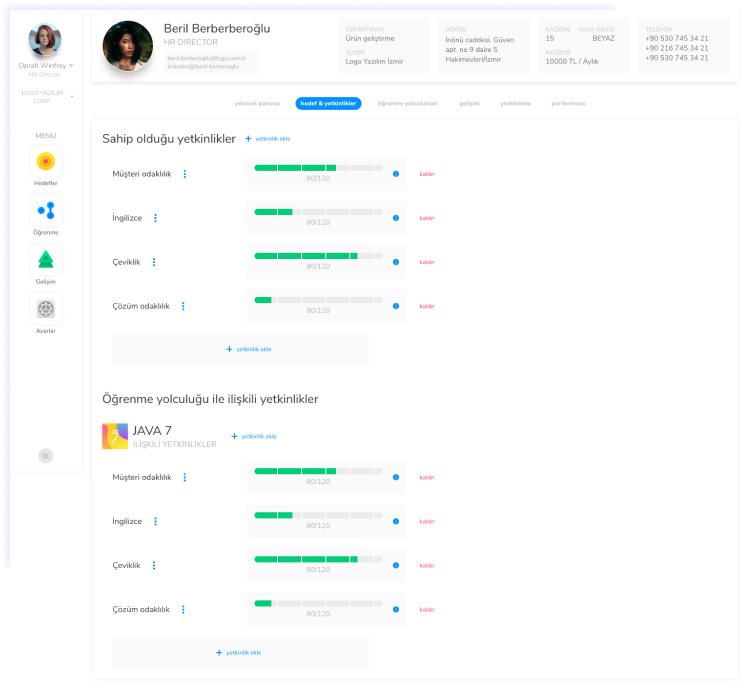 Oprah Winfrey
HR Director
LOGO YAZILIM
CORP.
MENU
Hedefler
Öğrenme
Gelişim
Ayarlar
Beril Berberberoğlu
HR DIRECTOR
beril.berberoglu@logo.com.tr
linkedin@/beril.berberoglu
DEPARTMAN
Ürün geliştirme
İŞYERİ
Logo Yazılım İzmir
ADRES
İnönü caddesi. Güven
apt. no 9 daire 5
Hakimevleri/İzmir
KADEME YAKA RENGİ
15 BEYAZ
KADEME
10000 TL / Aylık
TELEFON
+90 530 745 34 21
+90 216 745 34 21
+90 530 745 34 21
yetenek panosu hedef & yetkinlikler öğrenme yolculukları gelişim yedekleme performans
Sahip olduğu yetkinlikler + yetkinlik ekle
Müşteri odaklılık 80/120 kaldır
İngilizce 80/120 kaldır
Çeviklik 80/120 kaldır
Çözüm odaklılık 80/120 kaldır
+ yetkinlik ekle
Öğrenme yolculuğu ile ilişkili yetkinlikler
7 JAVA 7
İLİŞKİLİ YETKİNLİKLER + yetkinlik ekle
Müşteri odaklılık 80/120 kaldır
İngilizce 80/120 kaldır
Çeviklik 80/120 kaldır
Çözüm odaklılık 80/120 kaldır
+ yetkinlik ekle